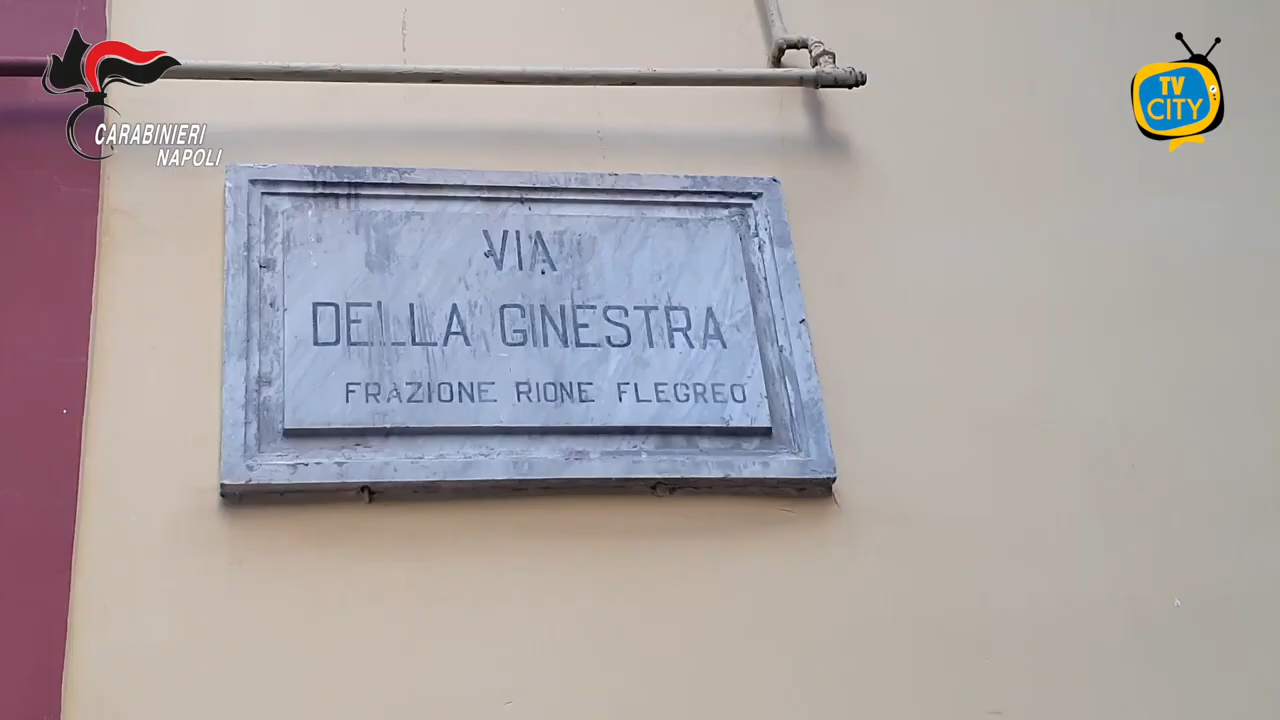 CARABINIERI
NAPOLI
TV
CITY
VIA
DELLA GINESTRA
FRAZIONE RIONE FLEGREO